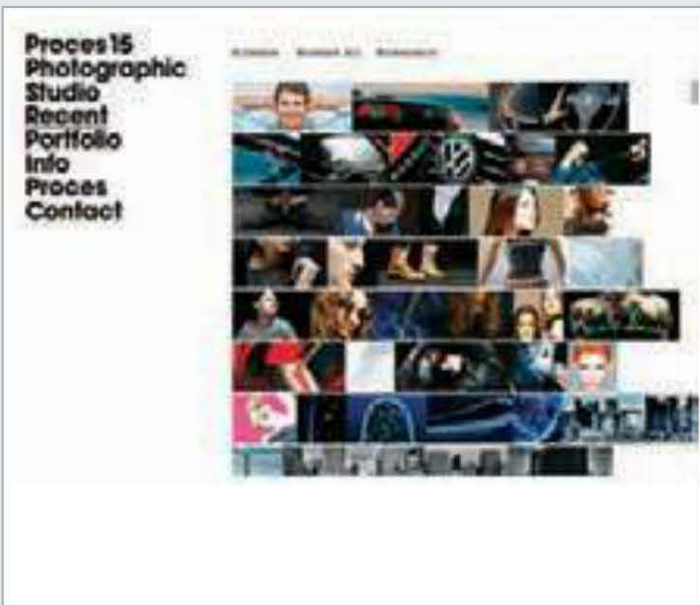 Proces15
Photographic
Studio
Recent
Portfolio
Info
Proces
Contact